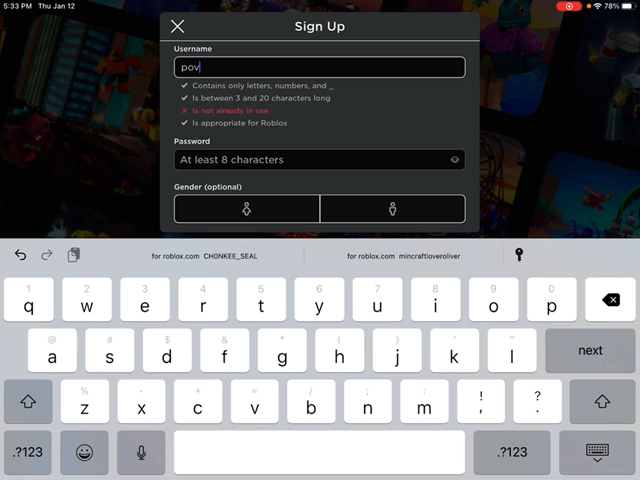 5:33 PM Thu Jan 12
78%
Sign Up
Username
pov
Contains only letters, numbers, and _
Is between 3 and 20 characters long
Is not already in use
Is appropriate for Roblox
Password
At least 8 characters
Gender (optional)
for roblox.com CHONKEE_SEAL
for roblox.com mincraftloveroliver
1 2 3 4 5 6 7 8 9 0
q w e r t y u i o p
@ # $ & * ( ) ' "
a s d f g h j k l next
% - + = / ; : ! ?
z x c v b n m , .
.?123 .?123